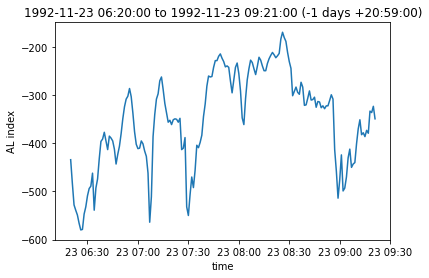 1992-11-23 06:20:00 to 1992-11-23 09:21:00 (-1 days +20:59:00)
−200
−300
−400
−500
−600
AL index
23 06:30 23 07:00 23 07:30 23 08:00 23 08:30 23 09:00 23 09:30
time